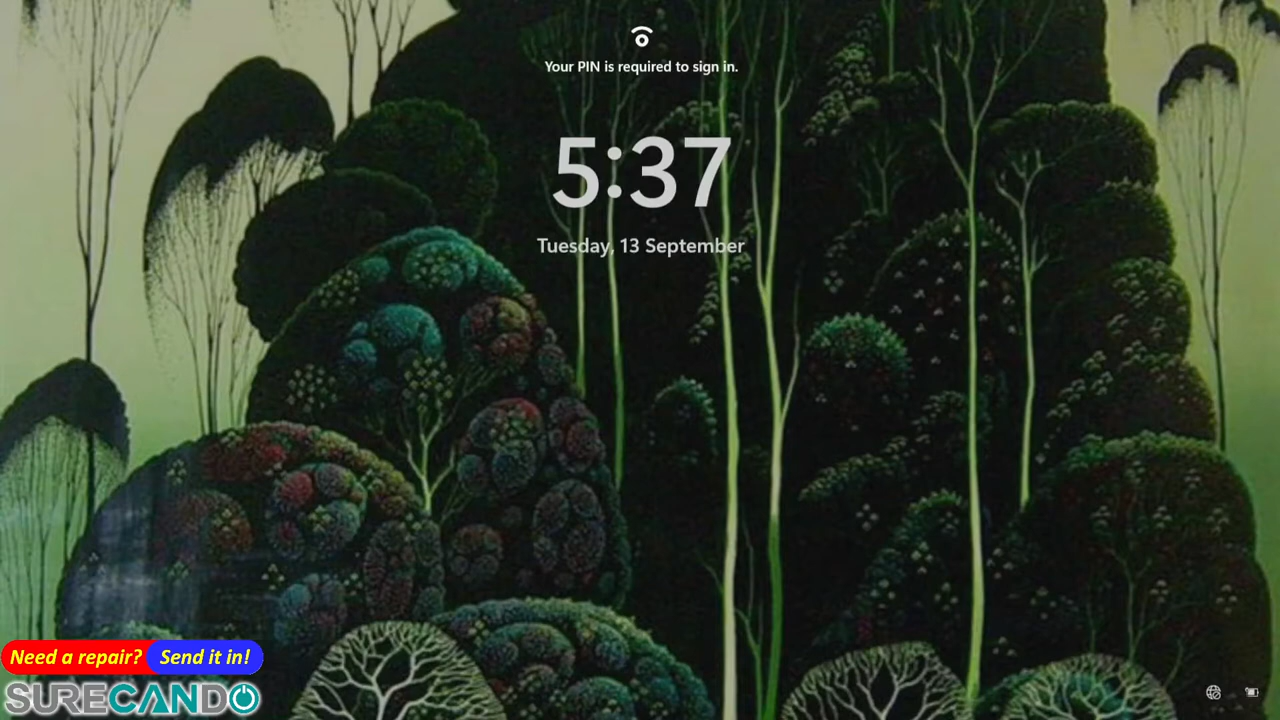 Your PIN is required to sign in.
5:37
Tuesday, 13 September
Need a repair? Send it in!
SURECANDO